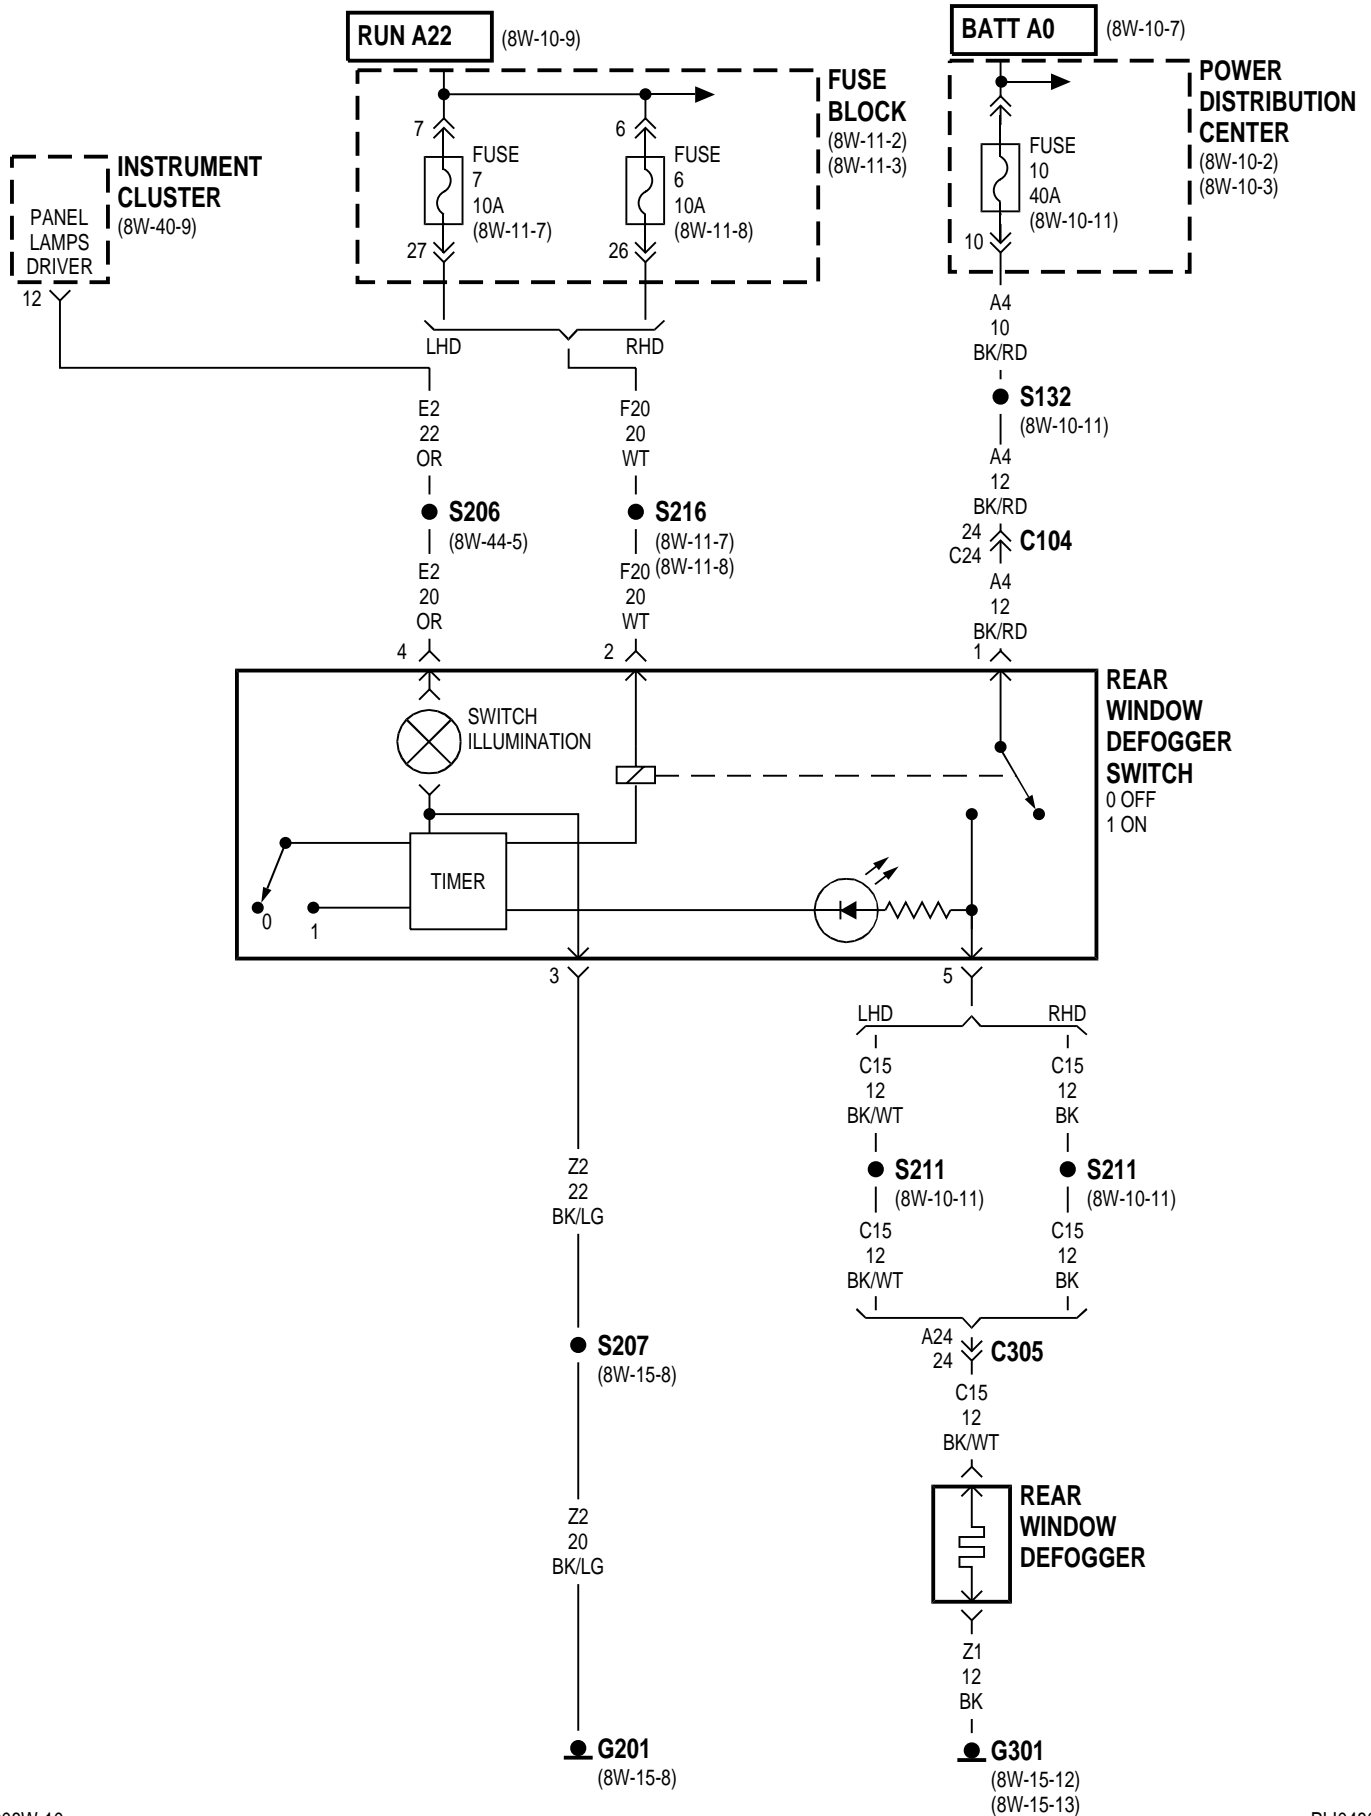 RUN A22
(8W-10-9)
BATT A0
(8W-10-7)
FUSE
BLOCK
(8W-11-2)
(8W-11-3)
POWER
DISTRIBUTION
CENTER
(8W-10-2)
(8W-10-3)
INSTRUMENT
CLUSTER
(8W-40-9)
PANEL
LAMPS
DRIVER
12
7
FUSE
7
10A
(8W-11-7)
27
6
FUSE
6
10A
(8W-11-8)
26
FUSE
10
40A
(8W-10-11)
10
LHD
RHD
A4
10
BK/RD
S132
(8W-10-11)
A4
12
BK/RD
24
C24
C104
A4
12
BK/RD
1
E2
22
OR
S206
(8W-44-5)
E2
20
OR
4
F20
20
WT
S216
(8W-11-7)
(8W-11-8)
F20
20
WT
2
REAR
WINDOW
DEFOGGER
SWITCH
0 OFF
1 ON
SWITCH
ILLUMINATION
TIMER
0
1
3
5
LHD
RHD
C15
12
BK/WT
S211
(8W-10-11)
C15
12
BK/WT
C15
12
BK
S211
(8W-10-11)
C15
12
BK
Z2
22
BK/LG
S207
(8W-15-8)
Z2
20
BK/LG
G201
(8W-15-8)
A24
24
C305
C15
12
BK/WT
REAR
WINDOW
DEFOGGER
Z1
12
BK
G301
(8W-15-12)
(8W-15-13)